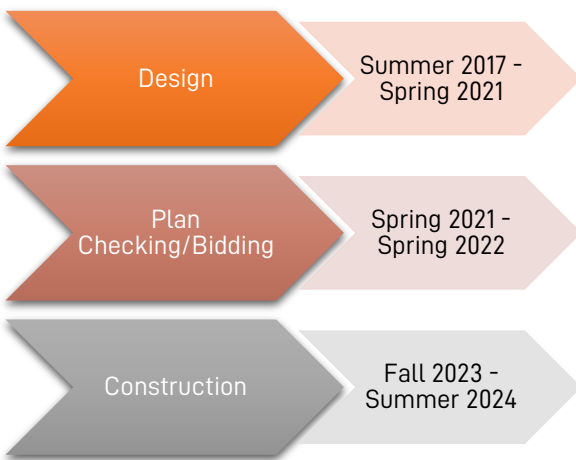 Design
Summer 2017 -
Spring 2021
Plan
Checking/Bidding
Spring 2021 -
Spring 2022
Construction
Fall 2023 -
Summer 2024